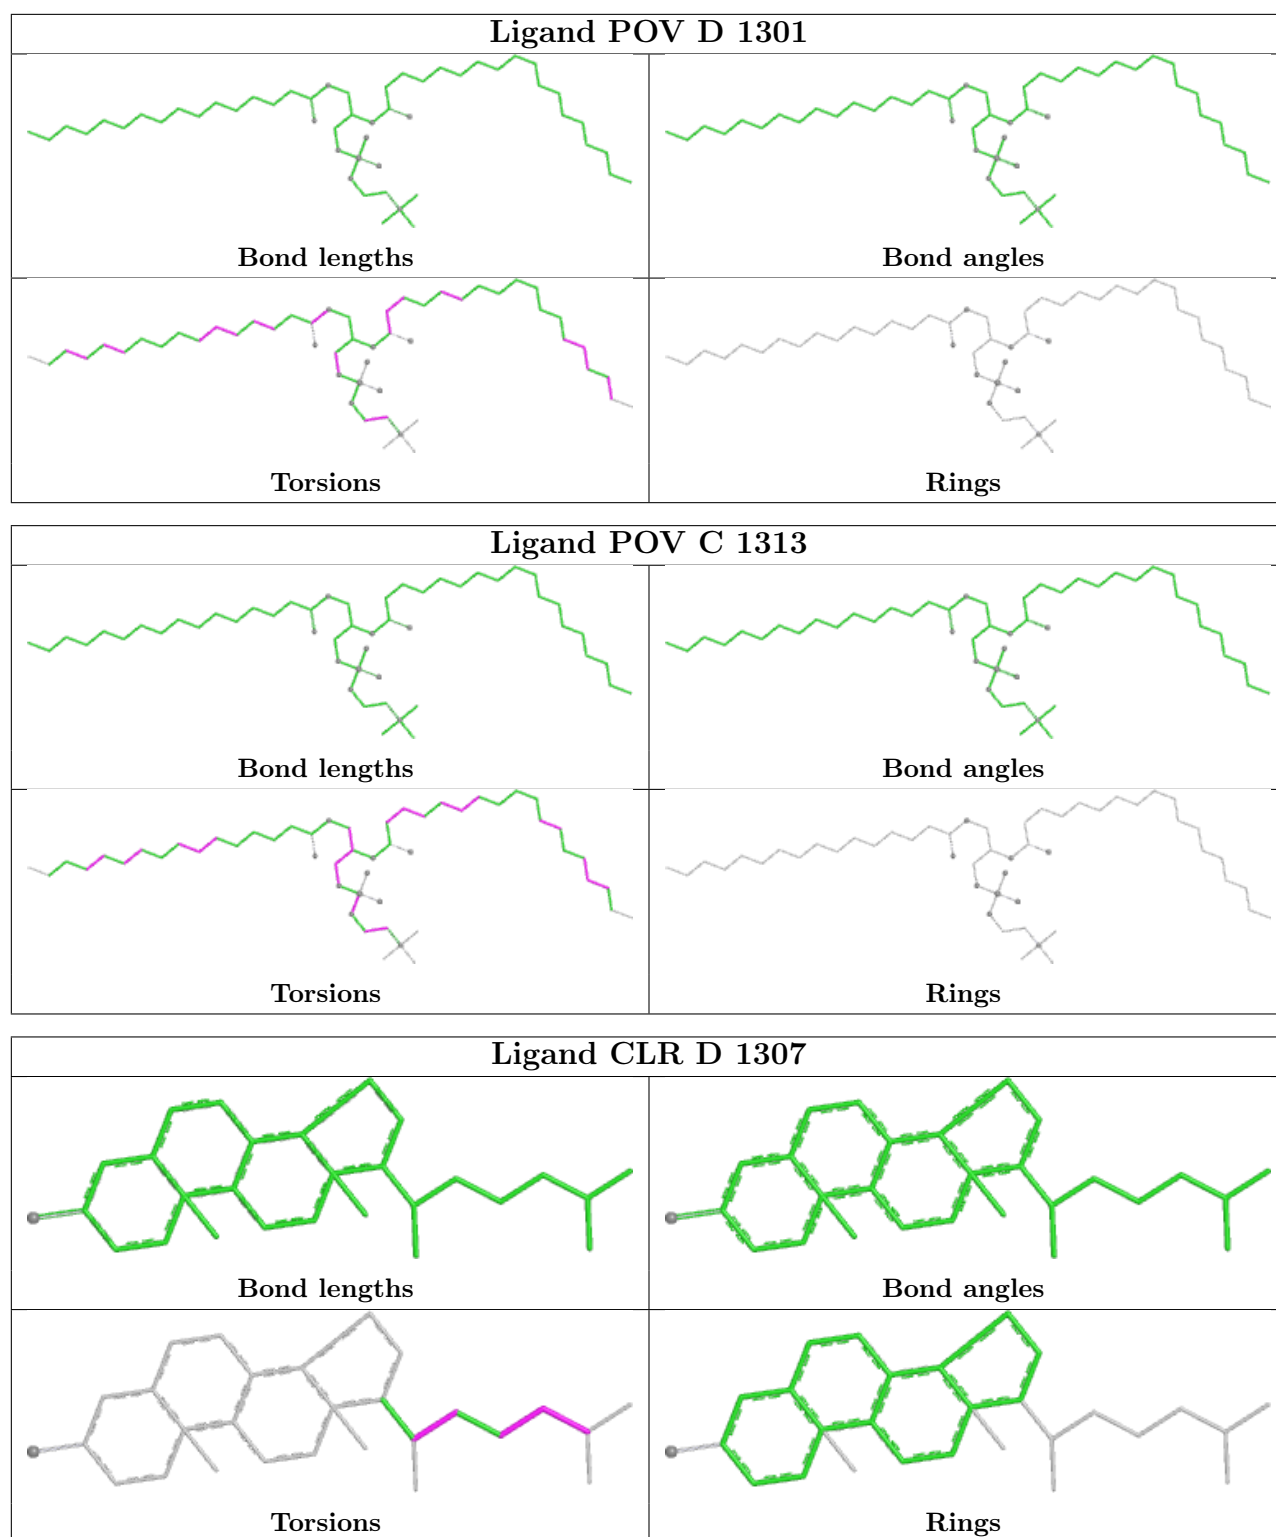 Ligand POV D 1301
Bond lengths
Bond angles
Torsions
Rings
Ligand POV C 1313
Bond lengths
Bond angles
Torsions
Rings
Ligand CLR D 1307
Bond lengths
Bond angles
Torsions
Rings